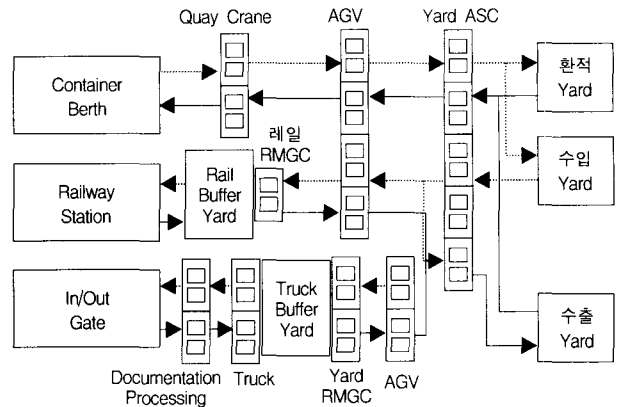 Quay Crane
AGV
Yard ASC
Container
Berth
환적
Yard
레일
RMGC
수입
Yard
Railway
Station
Rail
Buffer
Yard
In/Out
Gate
Truck
Buffer
Yard
수출
Yard
Documentation
Processing
Truck
Yard
RMGC
AGV